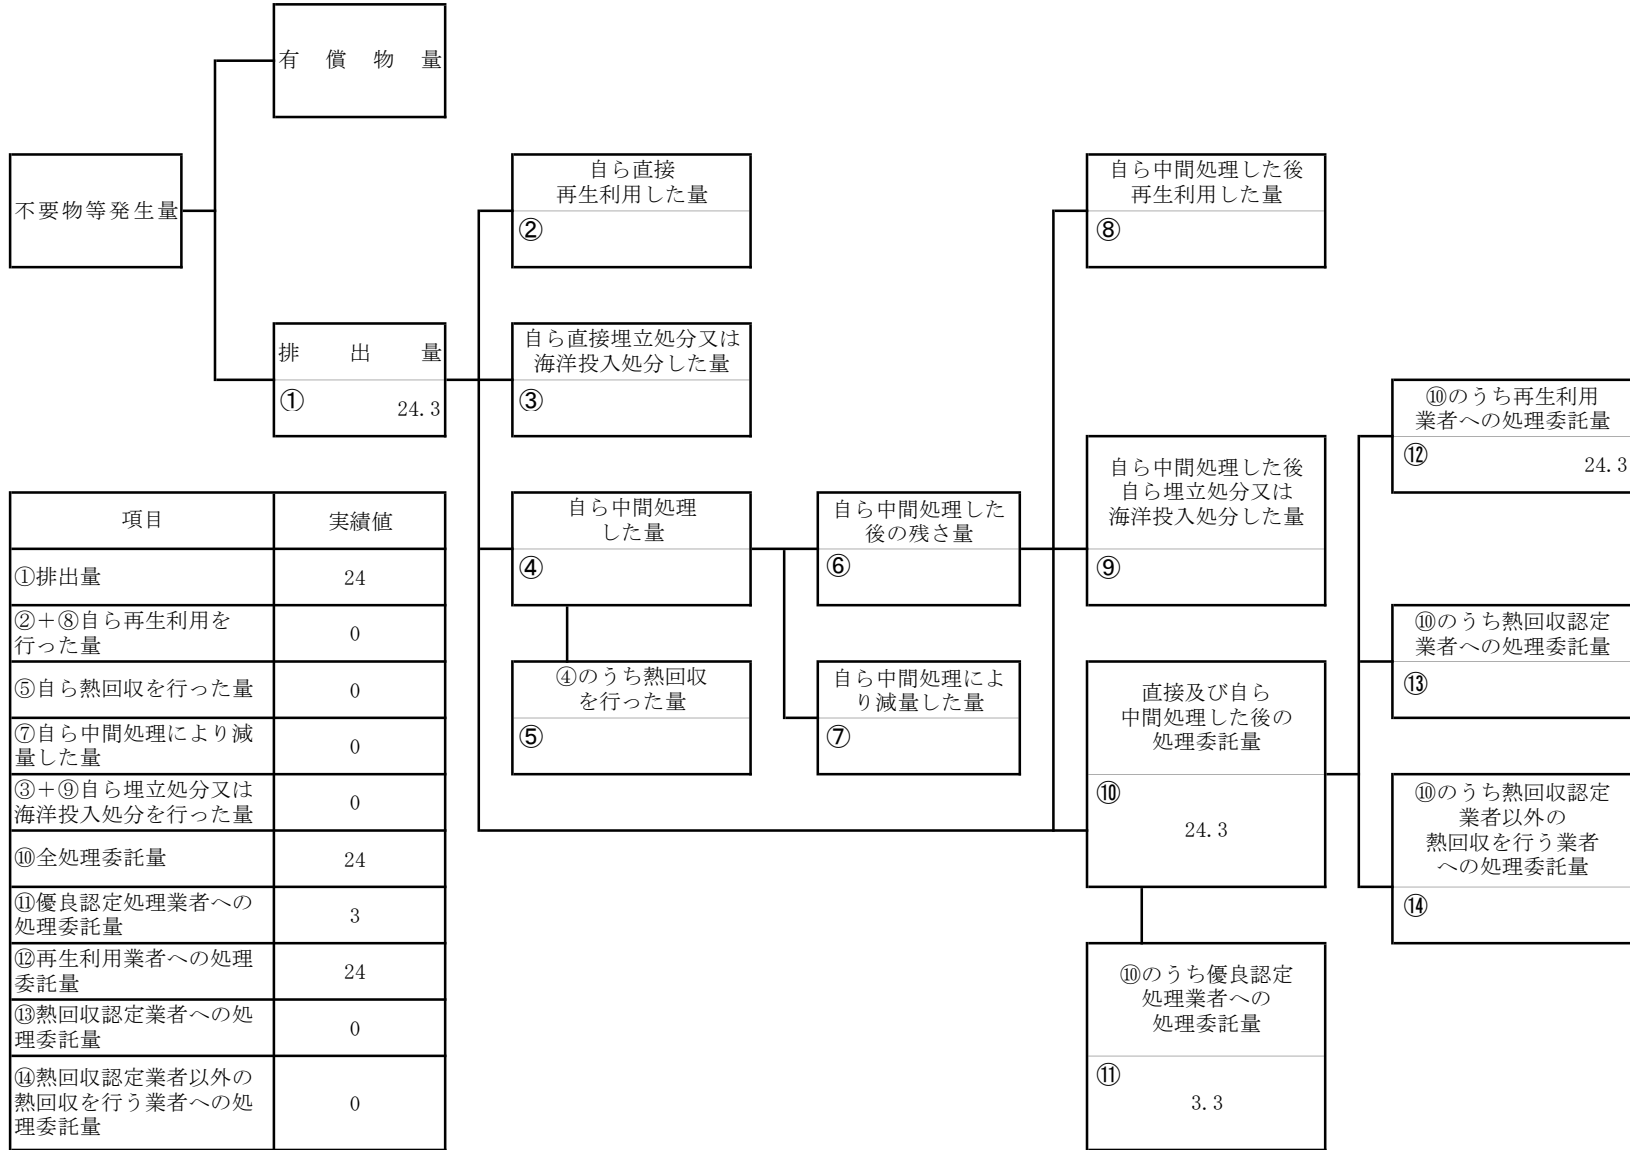 有償物量
不要物等発生量
自ら直接
再生利用した量
②
自ら中間処理した後
再生利用した量
⑧
排出量
①
24.3
自ら直接埋立処分又は
海洋投入処分した量
③
⑩のうち再生利用
業者への処理委託量
⑫
24.3
自ら中間処理した後
自ら埋立処分又は
海洋投入処分した量
⑨
自ら中間処理
した量
④
自ら中間処理した
後の残さ量
⑥
④のうち熱回収
を行った量
⑤
自ら中間処理によ
り減量した量
⑦
⑩のうち熱回収認定
業者への処理委託量
⑬
直接及び自ら
中間処理した後の
処理委託量
⑩
24.3
⑩のうち熱回収認定
業者以外の
熱回収を行う業者
への処理委託量
⑭
⑩のうち優良認定
処理業者への
処理委託量
⑪
3.3
項目 実績値
①排出量 24
②＋⑧自ら再生利用を
行った量 0
⑤自ら熱回収を行った量 0
⑦自ら中間処理により減
量した量 0
③＋⑨自ら埋立処分又は
海洋投入処分を行った量 0
⑩全処理委託量 24
⑪優良認定処理業者への
処理委託量 3
⑫再生利用業者への処理
委託量 24
⑬熱回収認定業者への処
理委託量 0
⑭熱回収認定業者以外の
熱回収を行う業者への処
理委託量 0